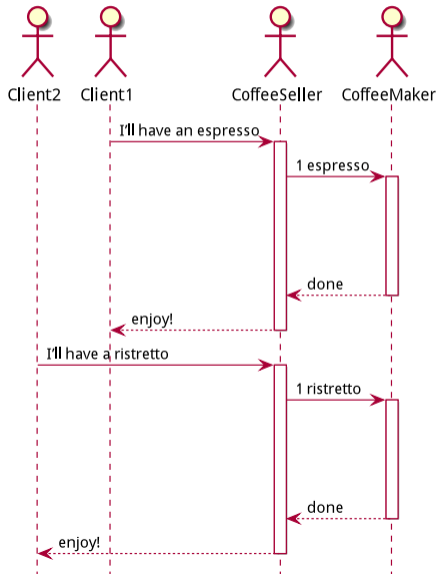 Client2
Client1
CoffeeSeller
CoffeeMaker
I'll have an espresso
1 espresso
done
enjoy!
I'll have a ristretto
1 ristretto
done
enjoy!